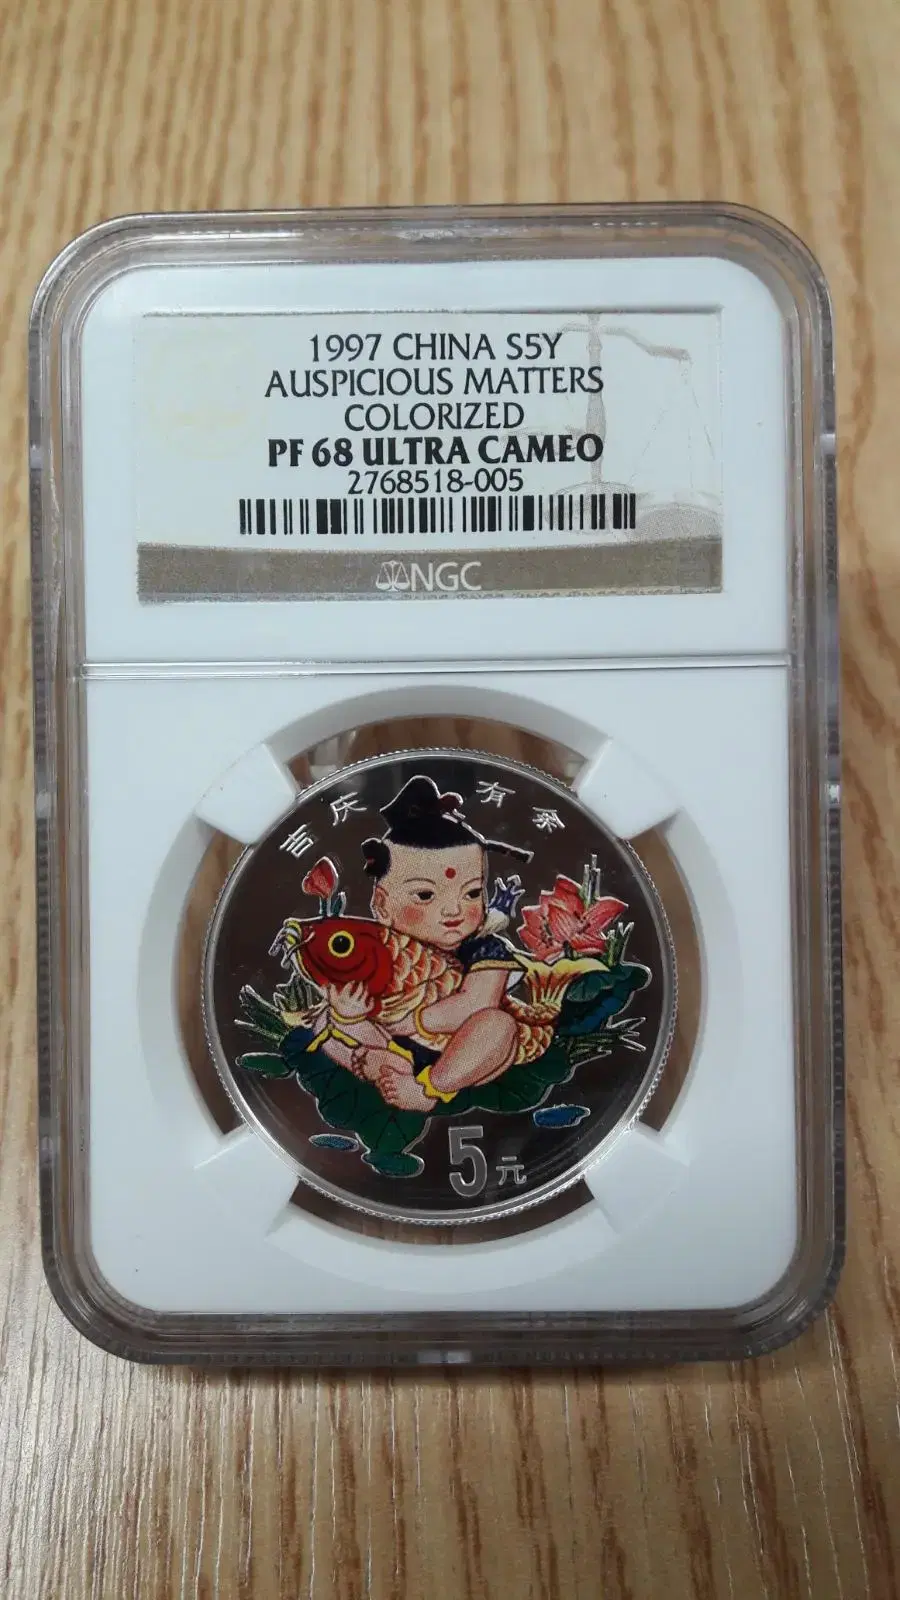 1997 CHINA S5Y
AUSPICIOUS MATTERS
COLORIZED
PF 68 ULTRA CAMEO
2768518-005
NGC
吉庆有余
5元